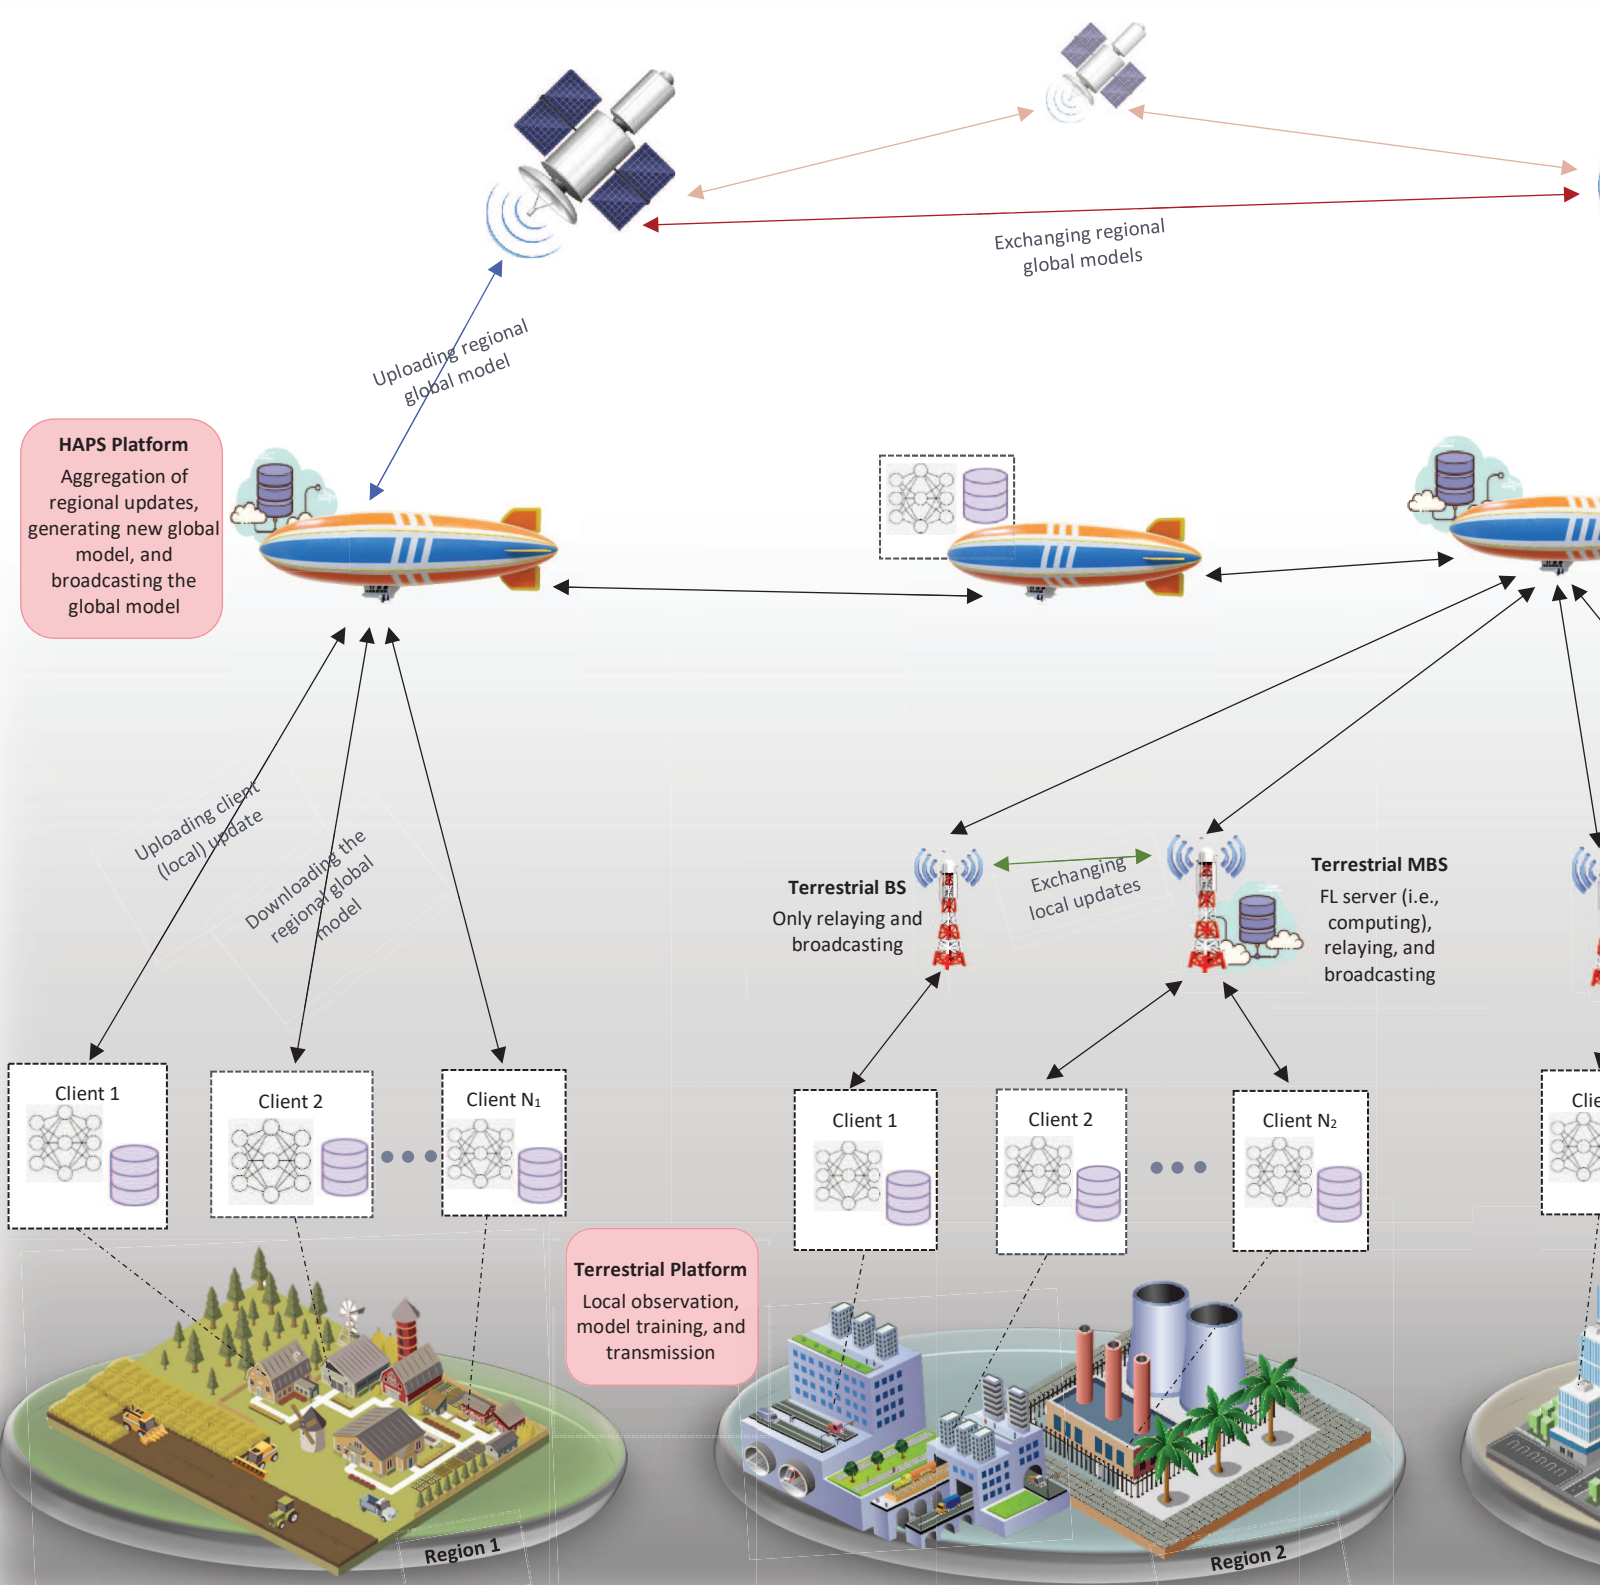 Exchanging regional
global models
Uploading regional
global model
HAPS Platform
Aggregation of
regional updates,
generating new global
model, and
broadcasting the
global model
Uploading client
(local) update
Downloading the
regional global
model
Terrestrial BS
Only relaying and
broadcasting
Exchanging
local updates
Terrestrial MBS
FL server (i.e.,
computing),
relaying, and
broadcasting
Client 1
Client 2
Client N₁
Client 1
Client 2
Client N₂
Clie
Terrestrial Platform
Local observation,
model training, and
transmission
Region 1
Region 2